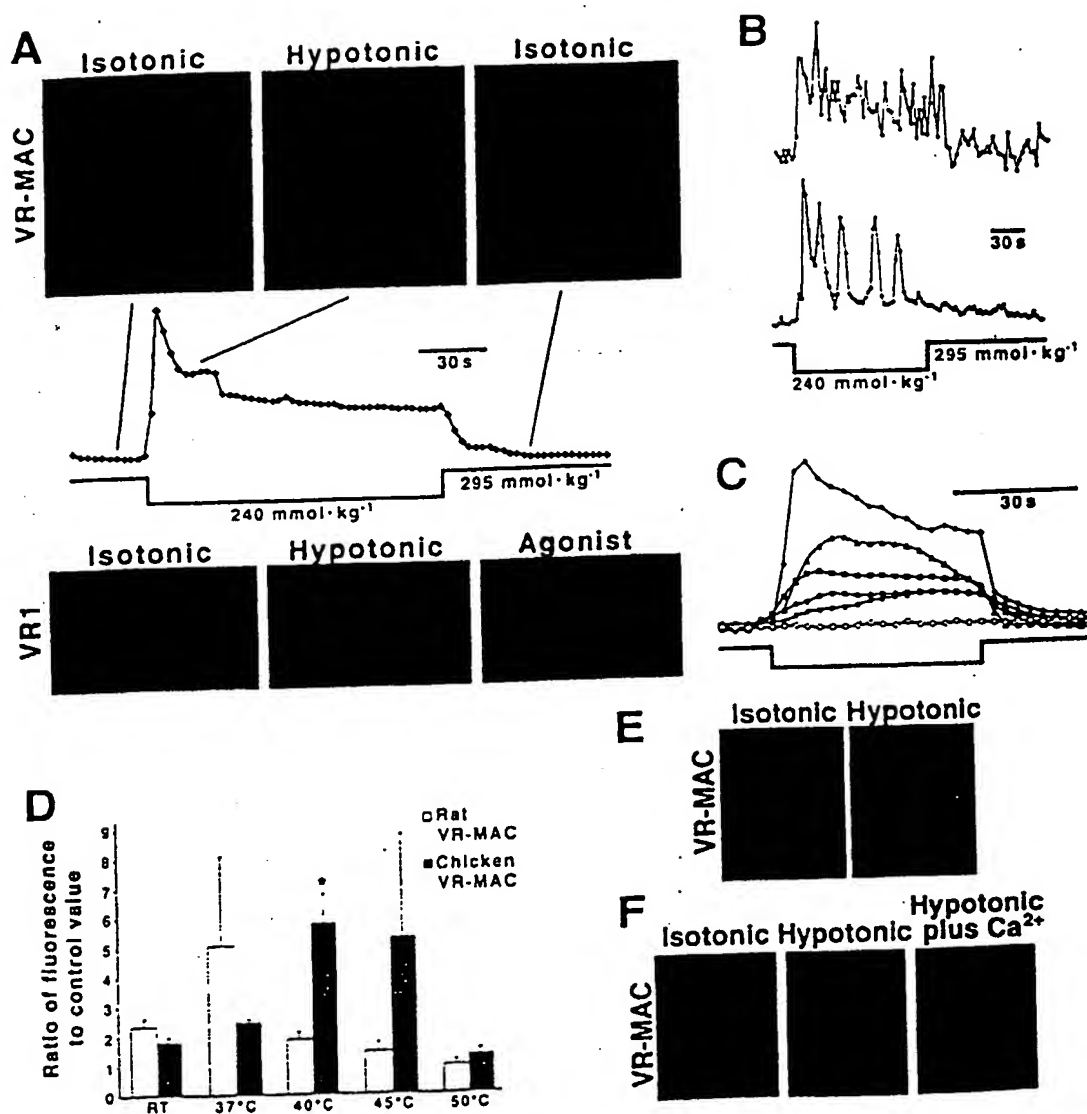 A
Isotonic Hypotonic Isotonic
VR-MAC
30 s
240 mmol·kg⁻¹
295 mmol·kg⁻¹
Isotonic Hypotonic Agonist
VR1
B
30 s
240 mmol·kg⁻¹
295 mmol·kg⁻¹
C
30 s
D
Ratio of fluorescence
to control value
9
8
7
6
5
4
3
2
1
0
Rat
VR-MAC
Chicken
VR-MAC
*
RT 37°C 40°C 45°C 50°C
E
Isotonic Hypotonic
VR-MAC
F
Isotonic Hypotonic Hypotonic plus Ca²⁺
VR-MAC